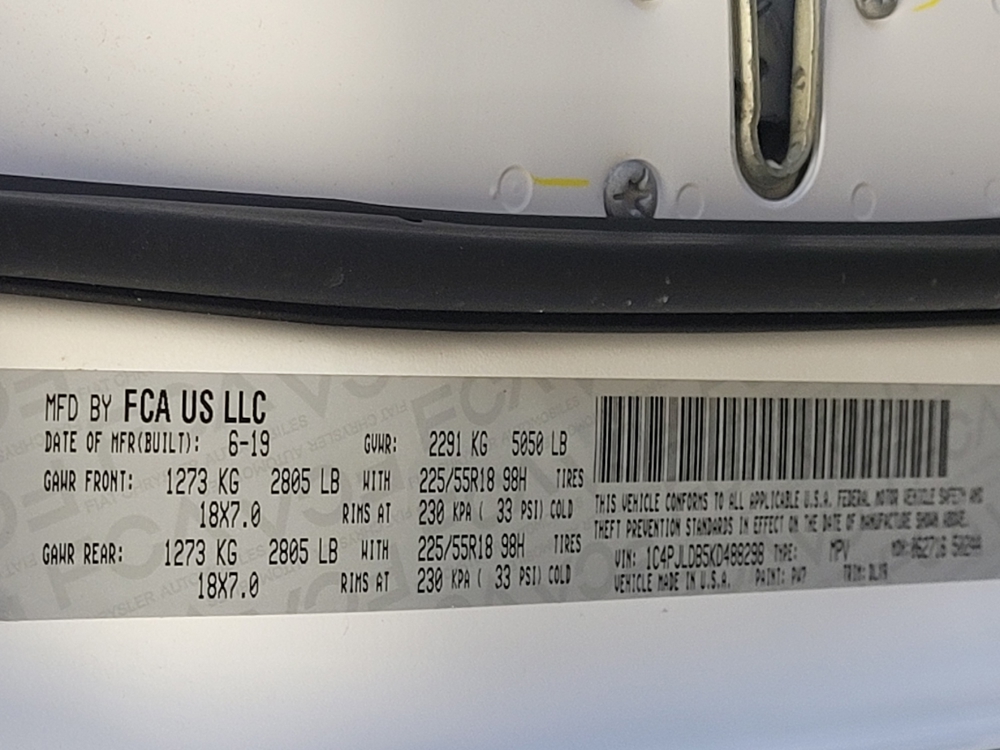 MFD BY FCA US LLC
DATE OF MFR(BUILT): 6-19 GVWR: 2291 KG 5050 LB
GAWR FRONT: 1273 KG 2805 LB WITH 225/55R18 98H TIRES
18X7.0 RIMS AT 230 KPA ( 33 PSI) COLD
GAWR REAR: 1273 KG 2805 LB WITH 225/55R18 98H TIRES
18X7.0 RIMS AT 230 KPA ( 33 PSI) COLD
THIS VEHICLE CONFORMS TO ALL APPLICABLE U.S.A. FEDERAL MOTOR VEHICLE SAFETY AND
THEFT PREVENTION STANDARDS IN EFFECT ON THE DATE OF MANUFACTURE SHOWN ABOVE.
VIN: 1C4PJLDB5KD488298 TYPE: MPV MDH:
VEHICLE MADE IN U.S.A. PAINT: PW7 TRIM: